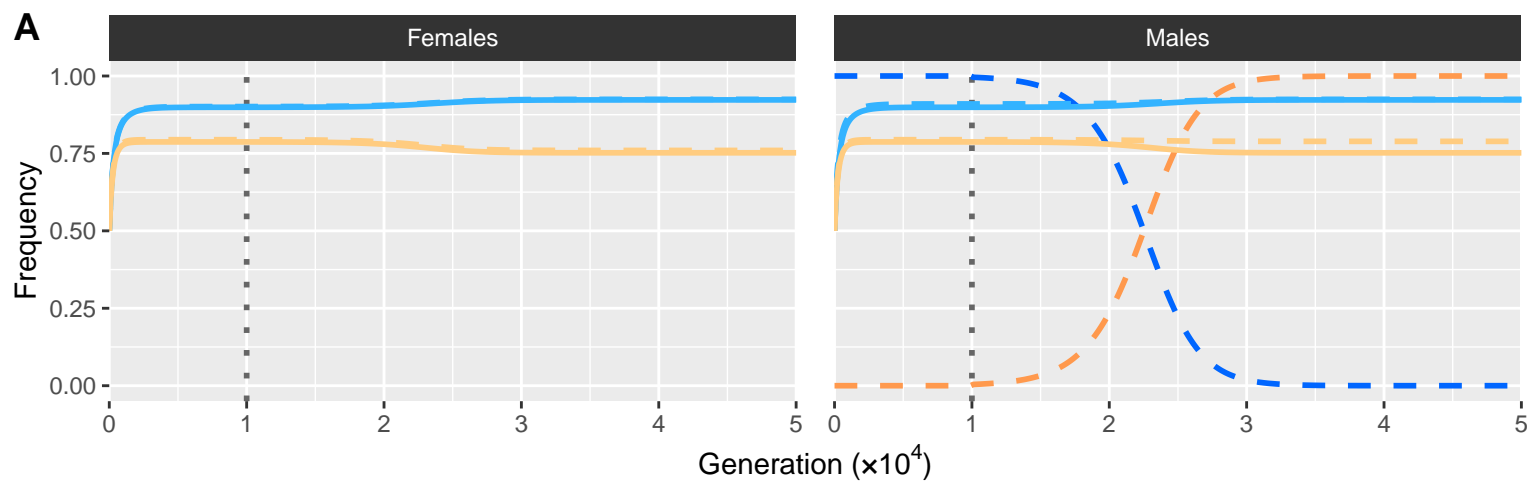 A
Females Males
1.00
0.75
0.50
0.25
0.00
Frequency
0 1 2 3 4 5 0 1 2 3 4 5
Generation (×10⁴)